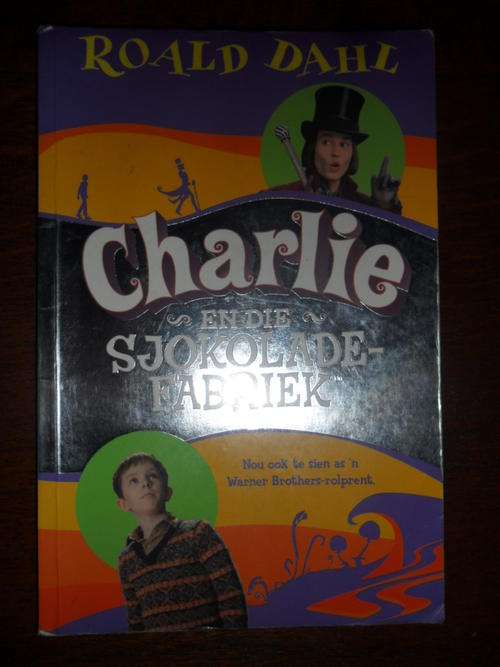 ROALD DAHL
Charlie
EN DIE
SJOKOLADE-
FABRIEK
Nou ook te sien as 'n
Warner Brothers-rolprent.